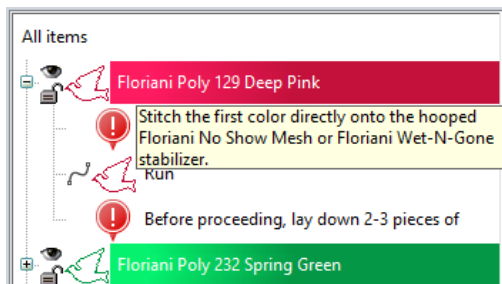 All items
Floriani Poly 129 Deep Pink
Stitch the first color directly onto the hooped
Floriani No Show Mesh or Floriani Wet-N-Gone
stabilizer.
Run
Before proceeding, lay down 2-3 pieces of
Floriani Poly 232 Spring Green